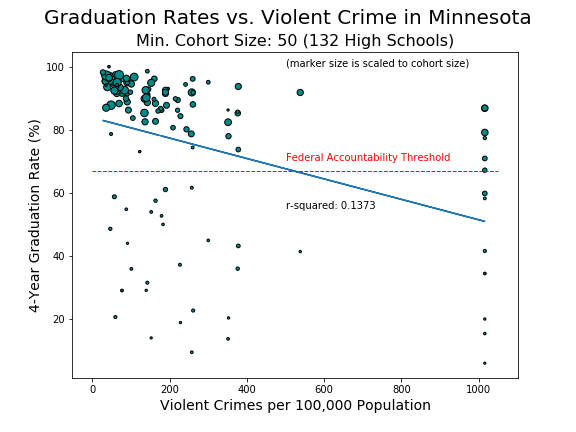 Graduation Rates vs. Violent Crime in Minnesota
Min. Cohort Size: 50 (132 High Schools)
(marker size is scaled to cohort size)
Federal Accountability Threshold
r-squared: 0.1373
4-Year Graduation Rate (%)
100
80
60
40
20
0
200
400
600
800
1000
Violent Crimes per 100,000 Population